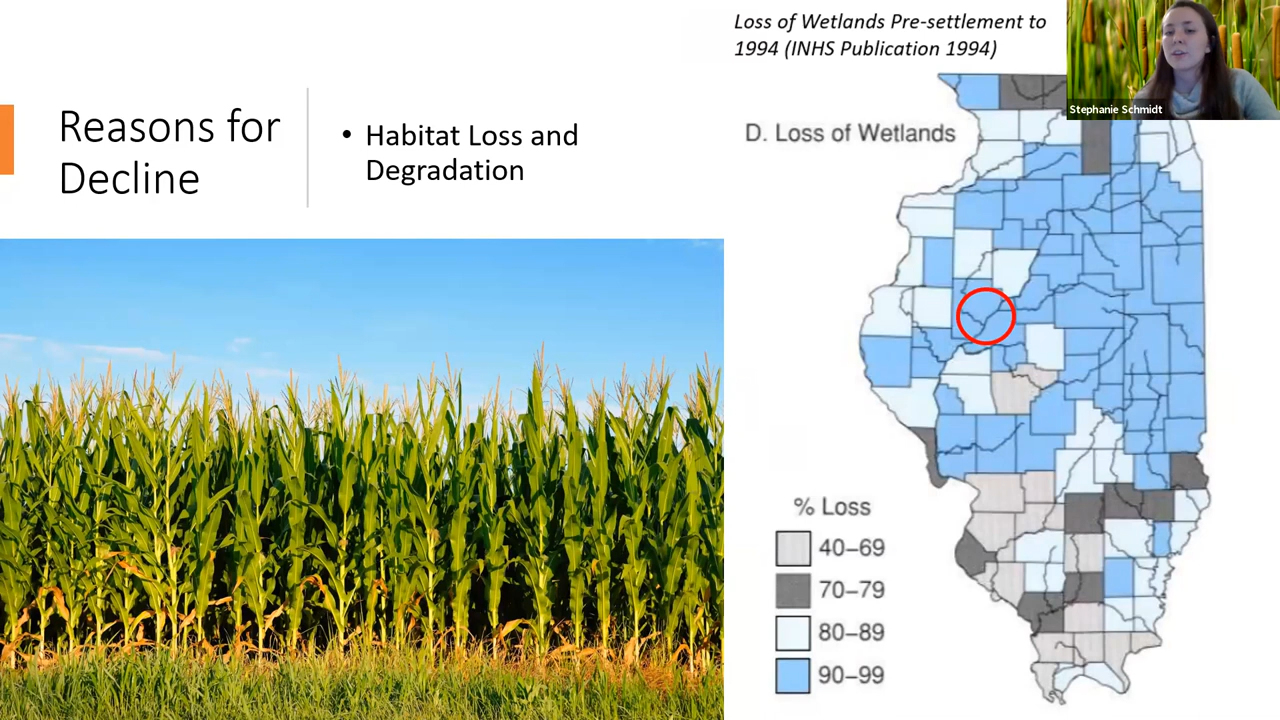 Loss of Wetlands Pre-settlement to
1994 (INHS Publication 1994)
Stephanie Schmidt
Reasons for
Decline
• Habitat Loss and
Degradation
D. Loss of Wetlands
% Loss
40–69
70–79
80–89
90–99